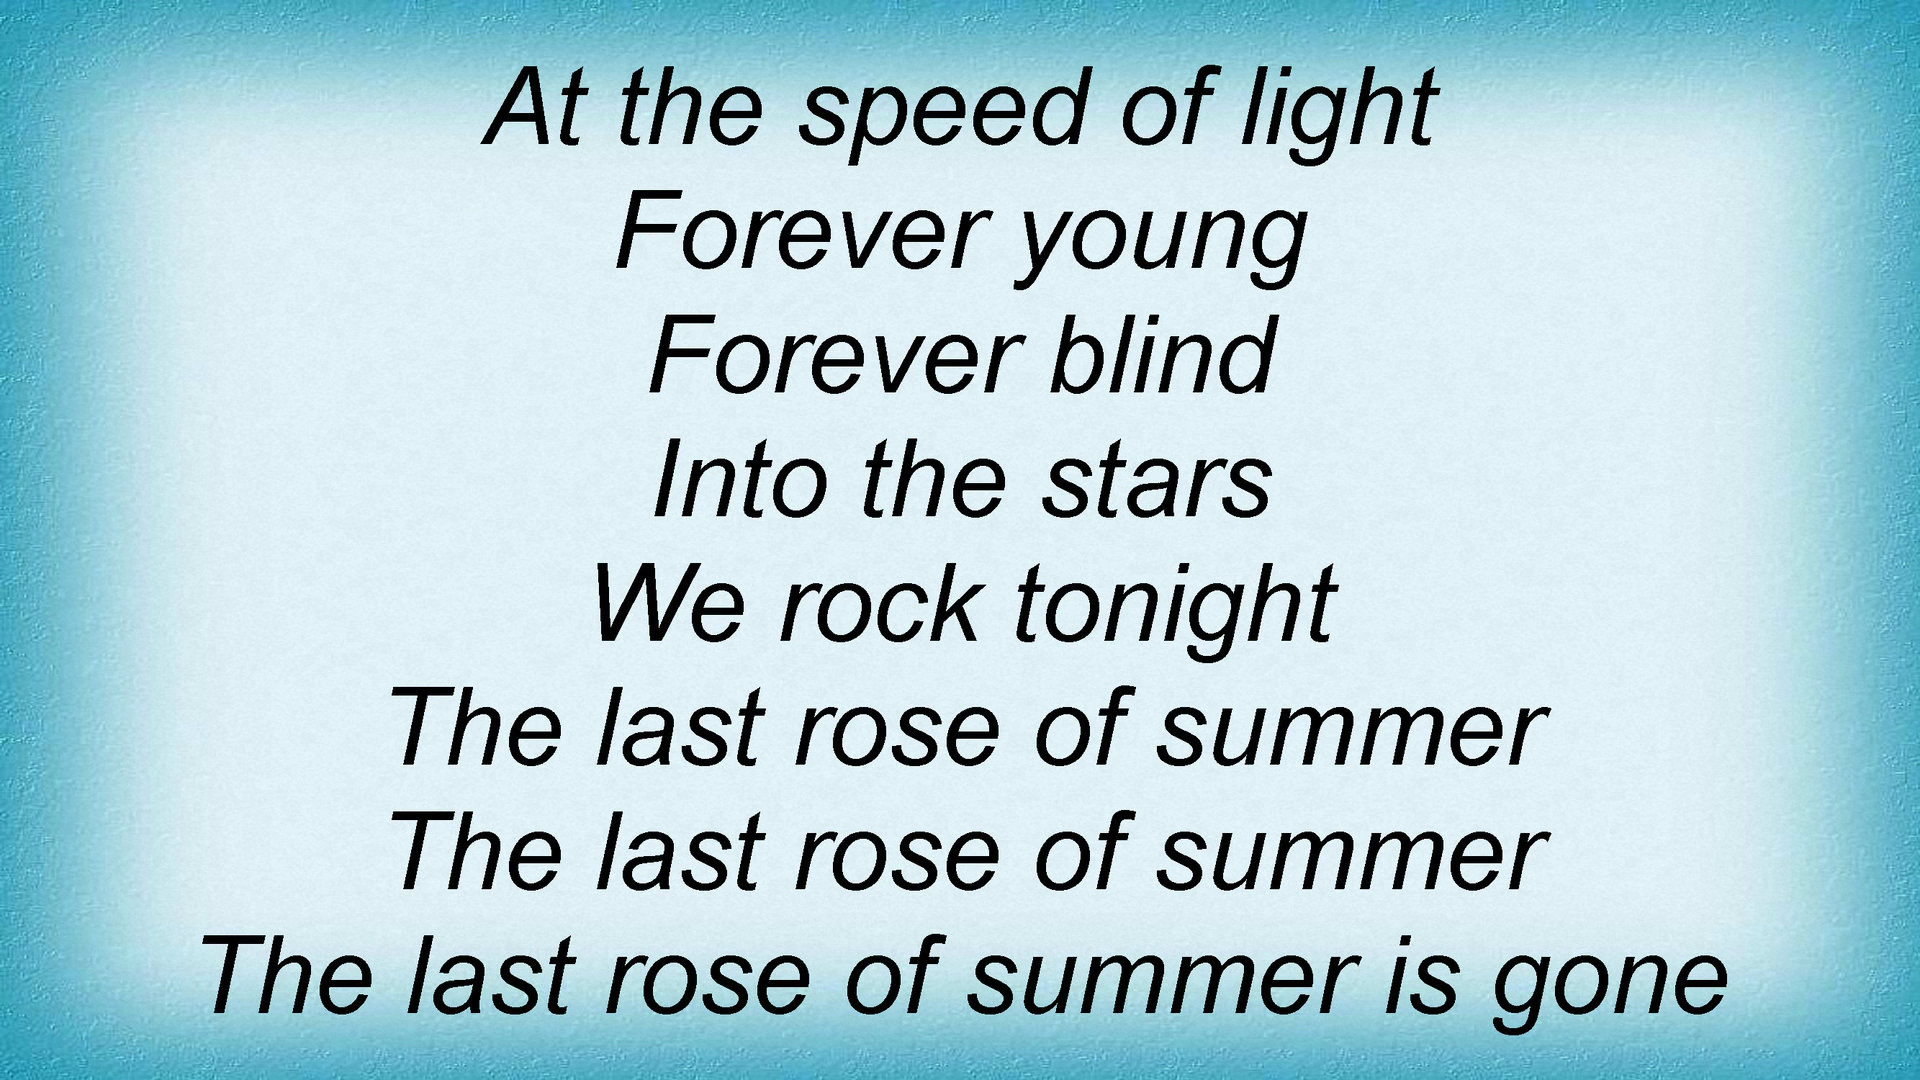 At the speed of light
Forever young
Forever blind
Into the stars
We rock tonight
The last rose of summer
The last rose of summer
The last rose of summer is gone